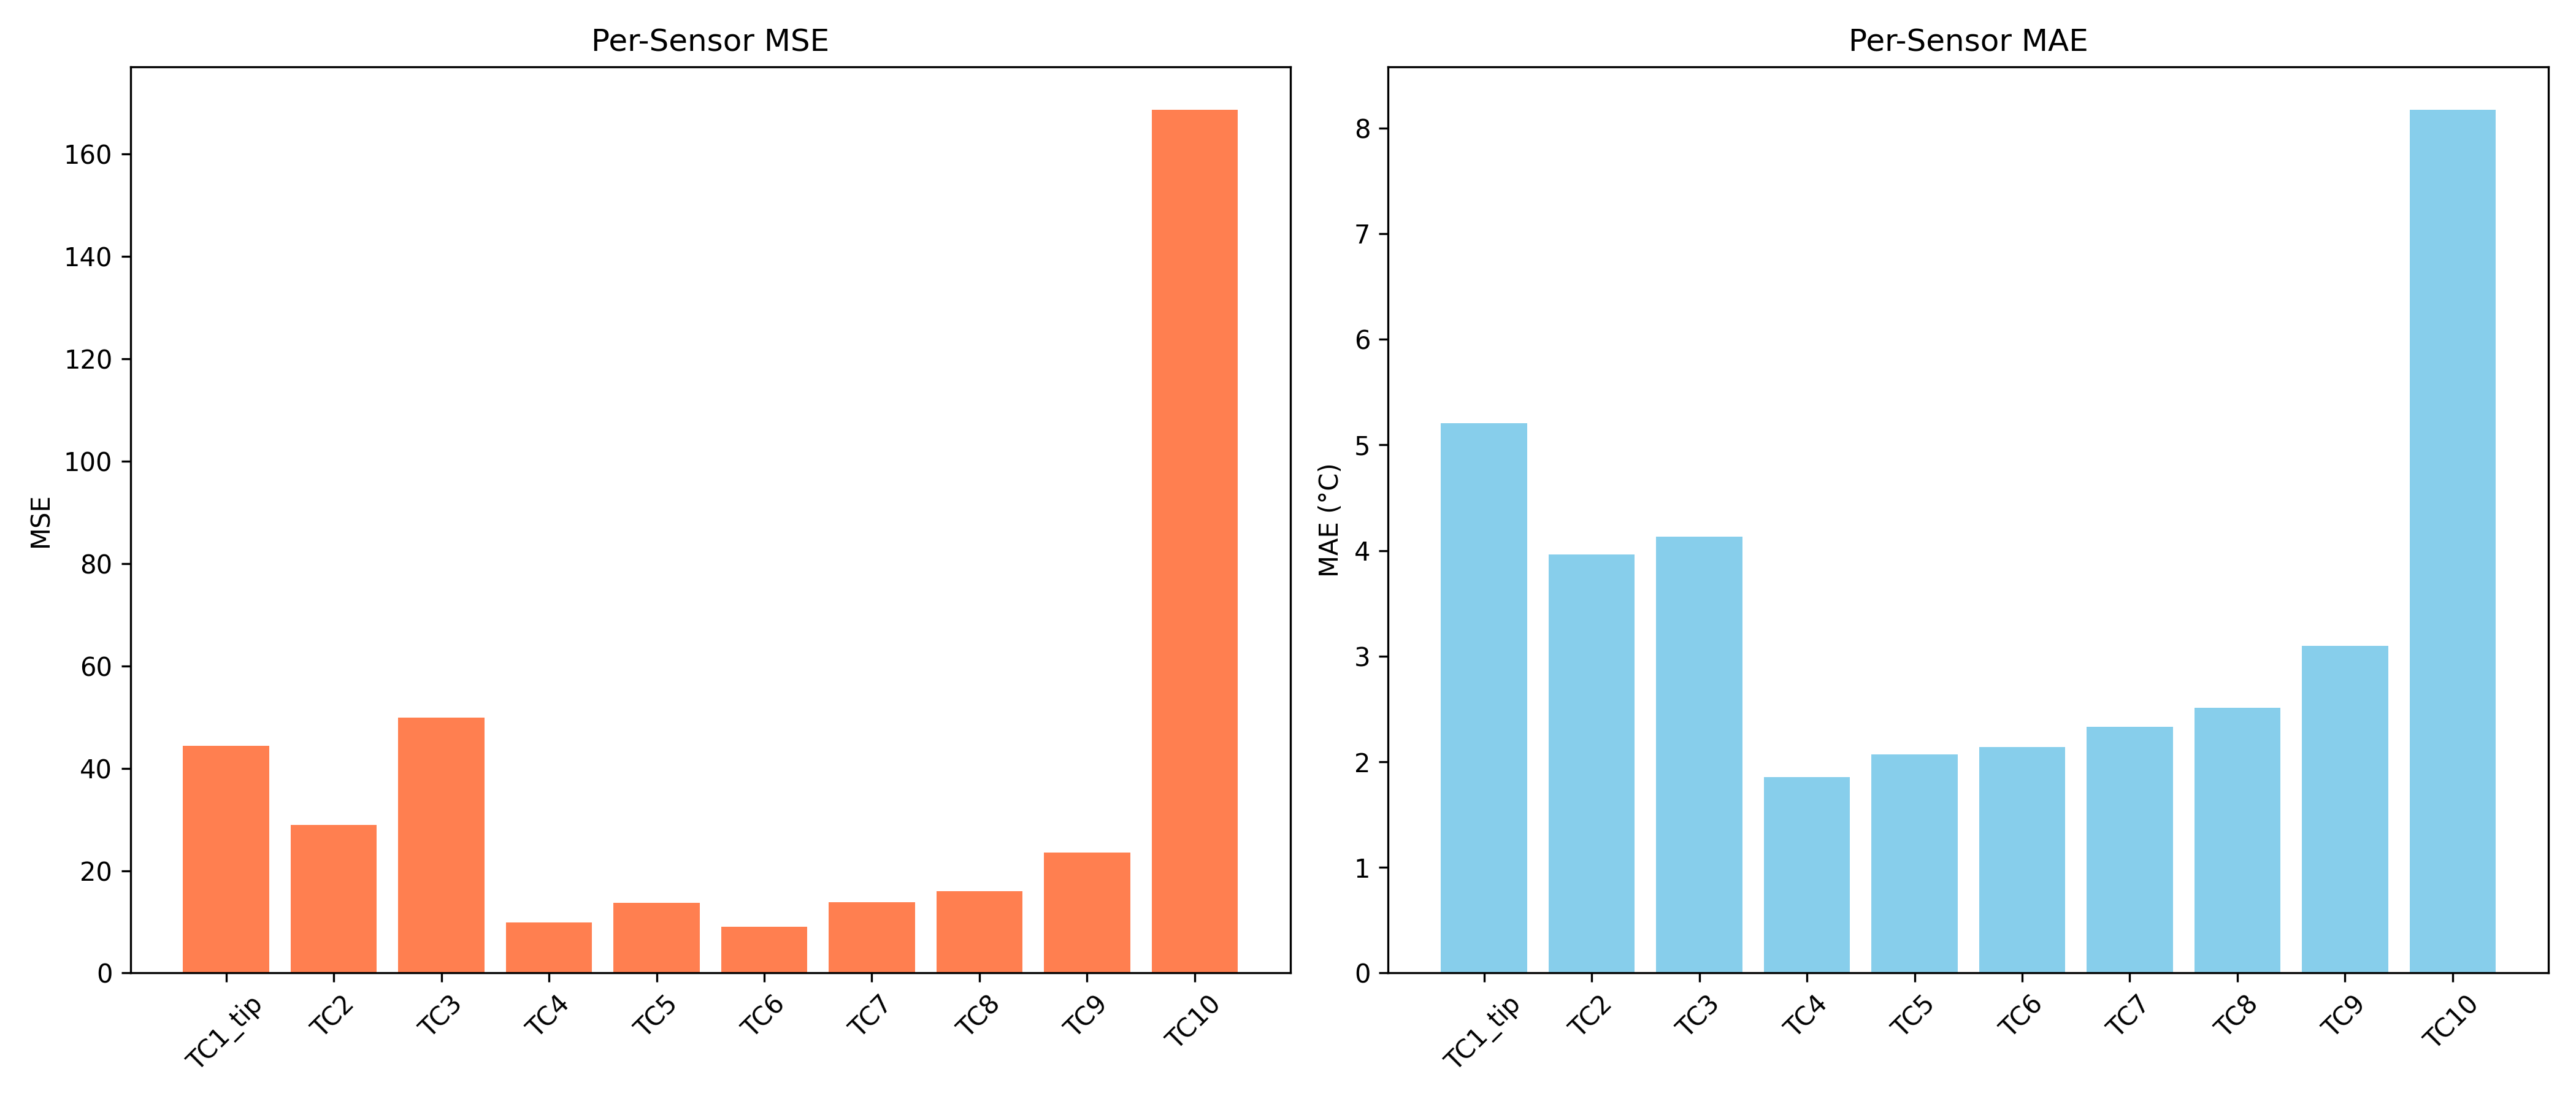 Per-Sensor MSE
MSE
160
140
120
100
80
60
40
20
0
TC1_tip
TC2
TC3
TC4
TC5
TC6
TC7
TC8
TC9
TC10
Per-Sensor MAE
MAE (°C)
8
7
6
5
4
3
2
1
0
TC1_tip
TC2
TC3
TC4
TC5
TC6
TC7
TC8
TC9
TC10